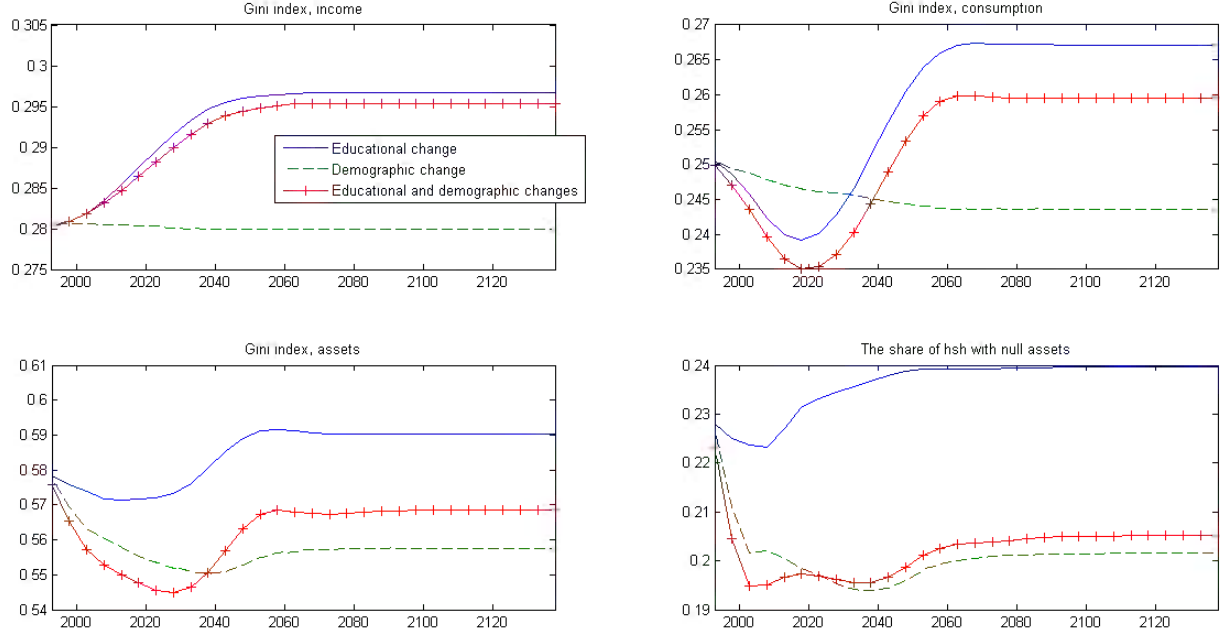 Gini index, income
0.305
0.3
0.295
0.29
0.285
0.28
0.275
2000 2020 2040 2060 2080 2100 2120
Educational change
Demographic change
Educational and demographic changes
Gini index, consumption
0.27
0.265
0.26
0.255
0.25
0.245
0.24
0.235
2000 2020 2040 2060 2080 2100 2120
Gini index, assets
0.61
0.6
0.59
0.58
0.57
0.56
0.55
0.54
2000 2020 2040 2060 2080 2100 2120
The share of hsh with null assets
0.24
0.23
0.22
0.21
0.2
0.19
2000 2020 2040 2060 2080 2100 2120